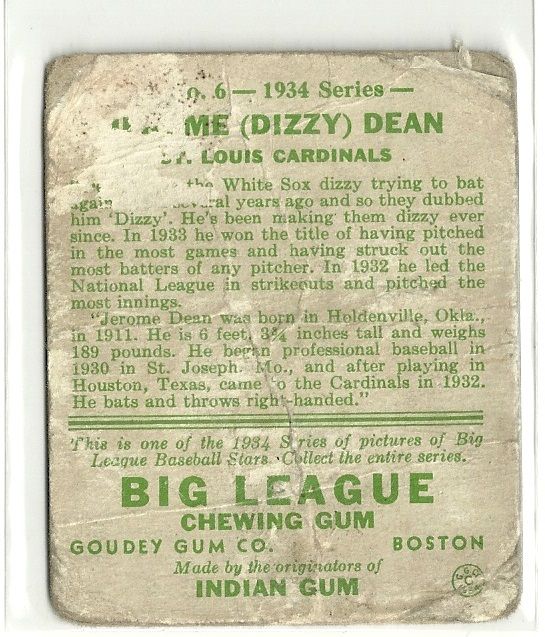 o. 6 — 1934 Series —
ME (DIZZY) DEAN
ST. LOUIS CARDINALS
the White Sox dizzy trying to bat
several years ago and so they dubbed
him 'Dizzy'. He's been making them dizzy ever
since. In 1933 he won the title of having pitched
in the most games and having struck out the
most batters of any pitcher. In 1932 he led the
National League in strikeouts and pitched the
most innings.
"Jerome Dean was born in Holdenville, Okla.,
in 1911. He is 6 feet, 3¾ inches tall and weighs
189 pounds. He began professional baseball in
1930 in St. Joseph, Mo., and after playing in
Houston, Texas, came to the Cardinals in 1932.
He bats and throws right-handed."
This is one of the 1934 Series of pictures of Big
League Baseball Stars. Collect the entire series.
BIG LEAGUE
CHEWING GUM
GOUDEY GUM CO. BOSTON
Made by the originators of
INDIAN GUM